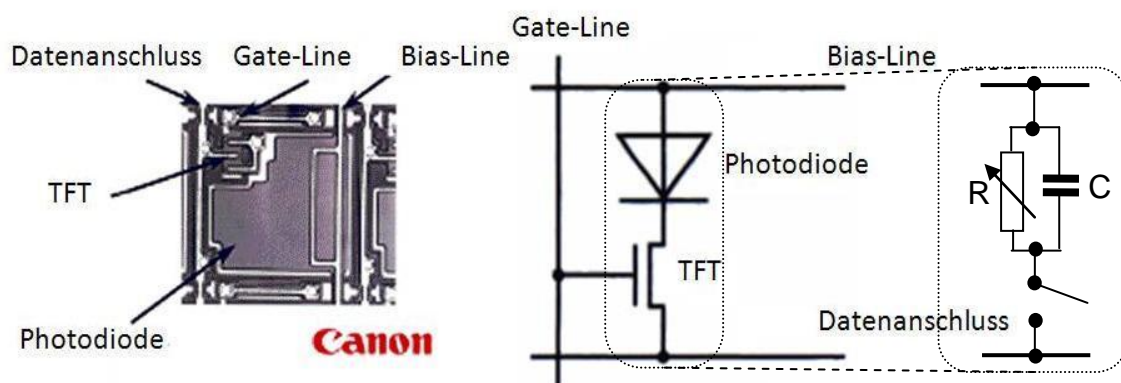 Datenanschluss
Gate-Line
Bias-Line
TFT
Photodiode
Canon
Gate-Line
Bias-Line
Photodiode
TFT
Datenanschluss
R
C